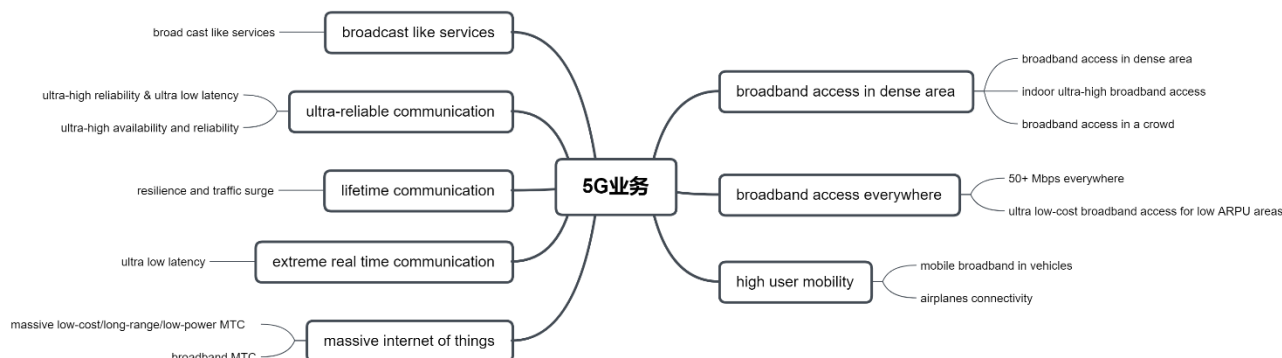 5G业务
broadband access in dense area
broadband access in dense area
indoor ultra-high broadband access
broadband access in a crowd
broadband access everywhere
50+ Mbps everywhere
ultra low-cost broadband access for low ARPU areas
high user mobility
mobile broadband in vehicles
airplanes connectivity
broadcast like services
broad cast like services
ultra-reliable communication
ultra-high reliability & ultra low latency
ultra-high availability and reliability
lifetime communication
resilience and traffic surge
extreme real time communication
ultra low latency
massive internet of things
massive low-cost/long-range/low-power MTC
broadband MTC